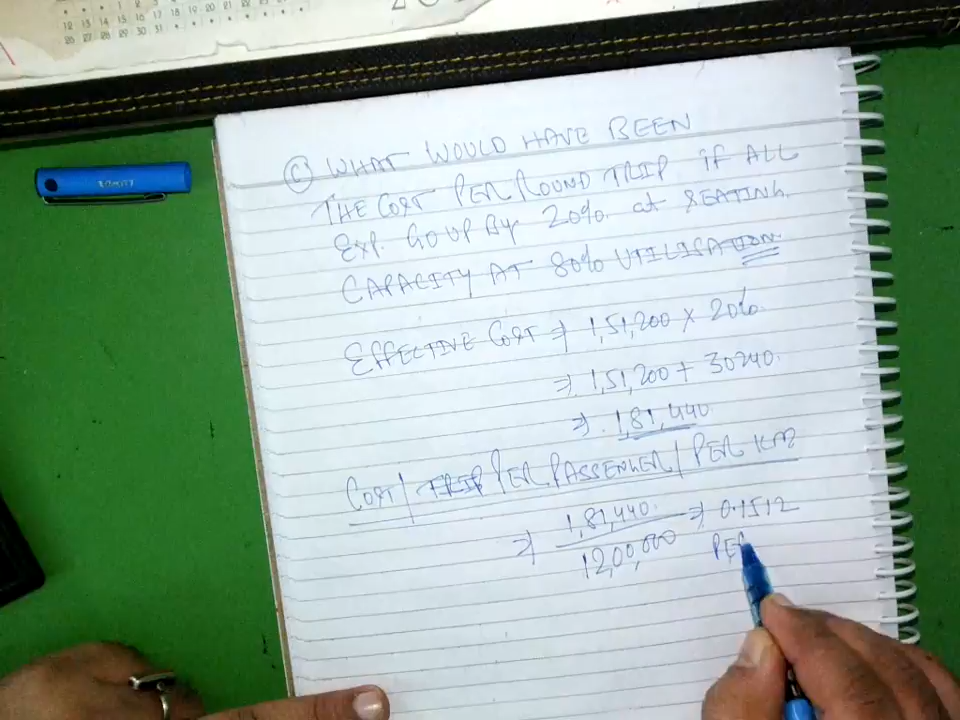 © WHAT WOULD HAVE BEEN
THE COST PER ROUND TRIP IF ALL
EXP. GO UP BY 20% at SEATING
CAPACITY AT 80% UTILISATION
EFFECTIVE COST ⇒ 1,51,200 × 20%
⇒ 1,51,200 + 30240
⇒ 1,81,440
COST / TRIP PER PASSENGER / PER KM
⇒ 1,81,440 ⇒ 0.1512
12,00,000 PER